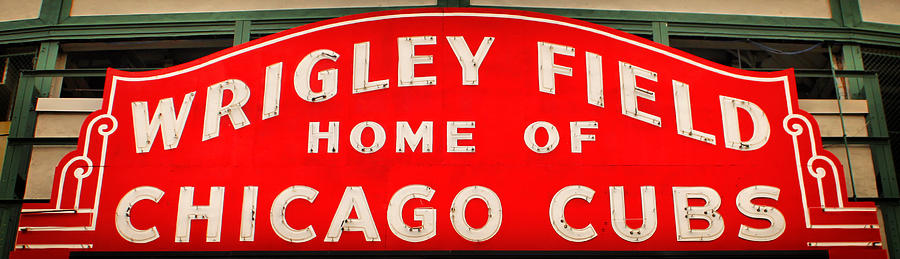 WRIGLEY FIELD
HOME OF
CHICAGO CUBS